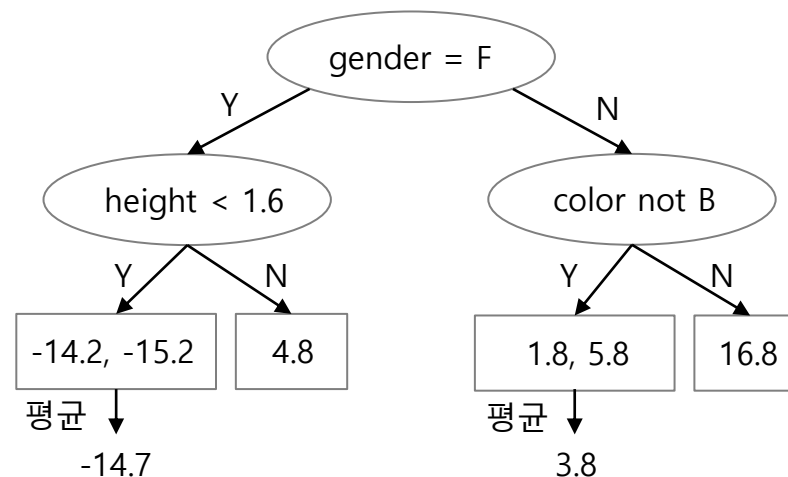 gender = F
Y
N
height < 1.6
color not B
Y
N
Y
N
-14.2, -15.2
4.8
1.8, 5.8
16.8
평균
평균
-14.7
3.8